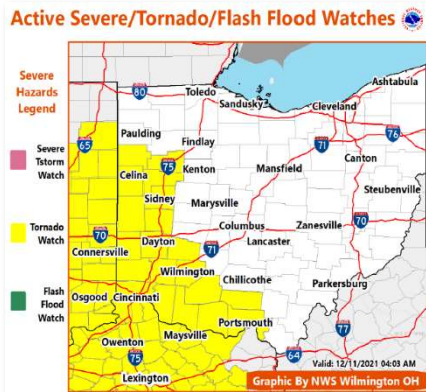 Active Severe/Tornado/Flash Flood Watches
Severe
Hazards
Legend
Severe
Tstorm
Watch
Tornado
Watch
Flash
Flood
Watch
Ashtabula
80
Toledo
Sandusky
Cleveland
65
Paulding
Findlay
71
76
75
Kenton
Mansfield
Canton
Celina
Steubenville
Sidney
Marysville
70
Columbus
Zanesville
70
Dayton
71
Lancaster
Connersville
Wilmington
Chillicothe
Parkersburg
Osgood
Cincinnati
Portsmouth
Maysville
77
Owenton
75
64
Lexington
Valid: 12/11/2021 04:03 AM
Graphic By NWS Wilmington OH